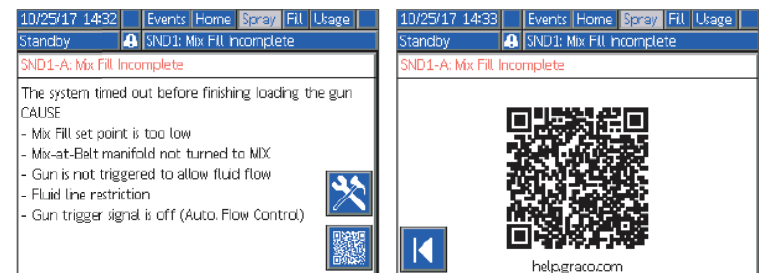 10/25/17 14:32 Events Home Spray Fill Usage
Standby SND1: Mix Fill Incomplete
SND1-A: Mix Fill Incomplete
The system timed out before finishing loading the gun
CAUSE
- Mix Fill set point is too low
- Mix-at-Belt manifold not turned to MIX
- Gun is not triggered to allow fluid flow
- Fluid line restriction
- Gun trigger signal is off (Auto. Flow Control)
10/25/17 14:33 Events Home Spray Fill Usage
Standby SND1: Mix Fill Incomplete
SND1-A: Mix Fill Incomplete
help.graco.com